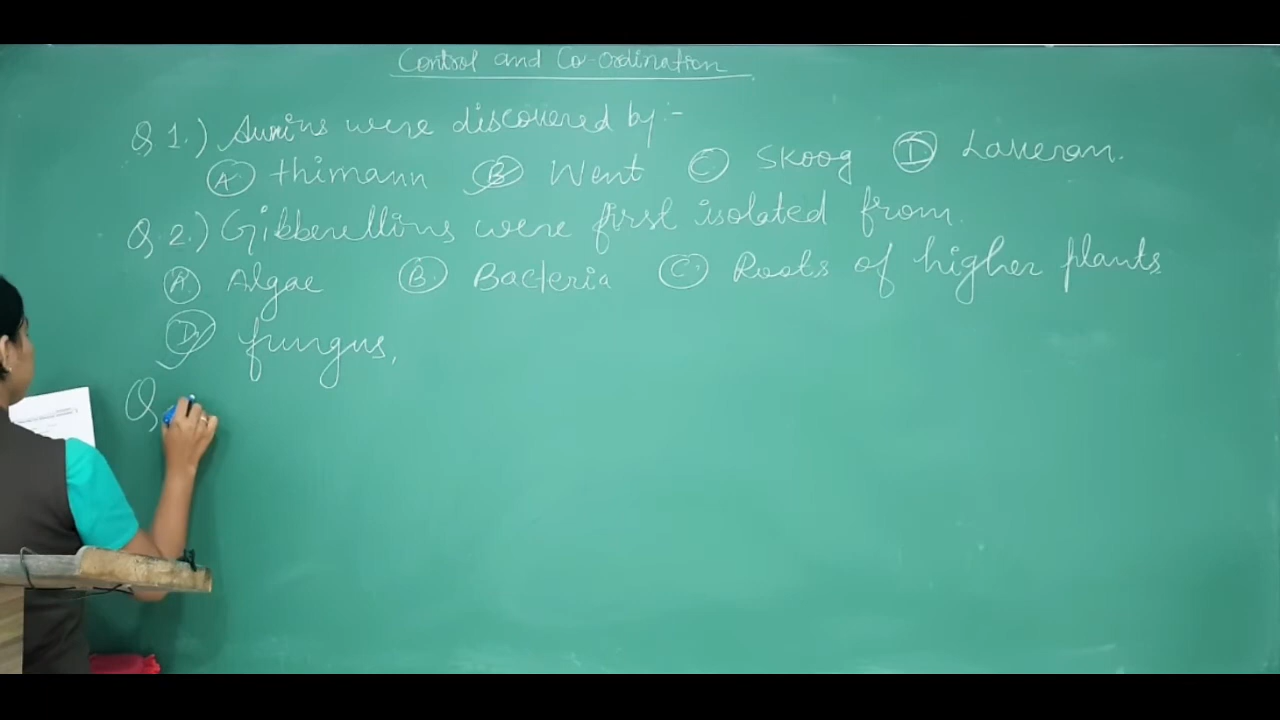 Control and Co-ordination
Q 1.) Auxins were discovered by :-
(A) thimann (B) Went (C) Skoog (D) Laveran.
Q 2.) Gibberellins were first isolated from.
(A) Algae (B) Bacteria (C) Roots of higher plants
(D) fungus,
Q